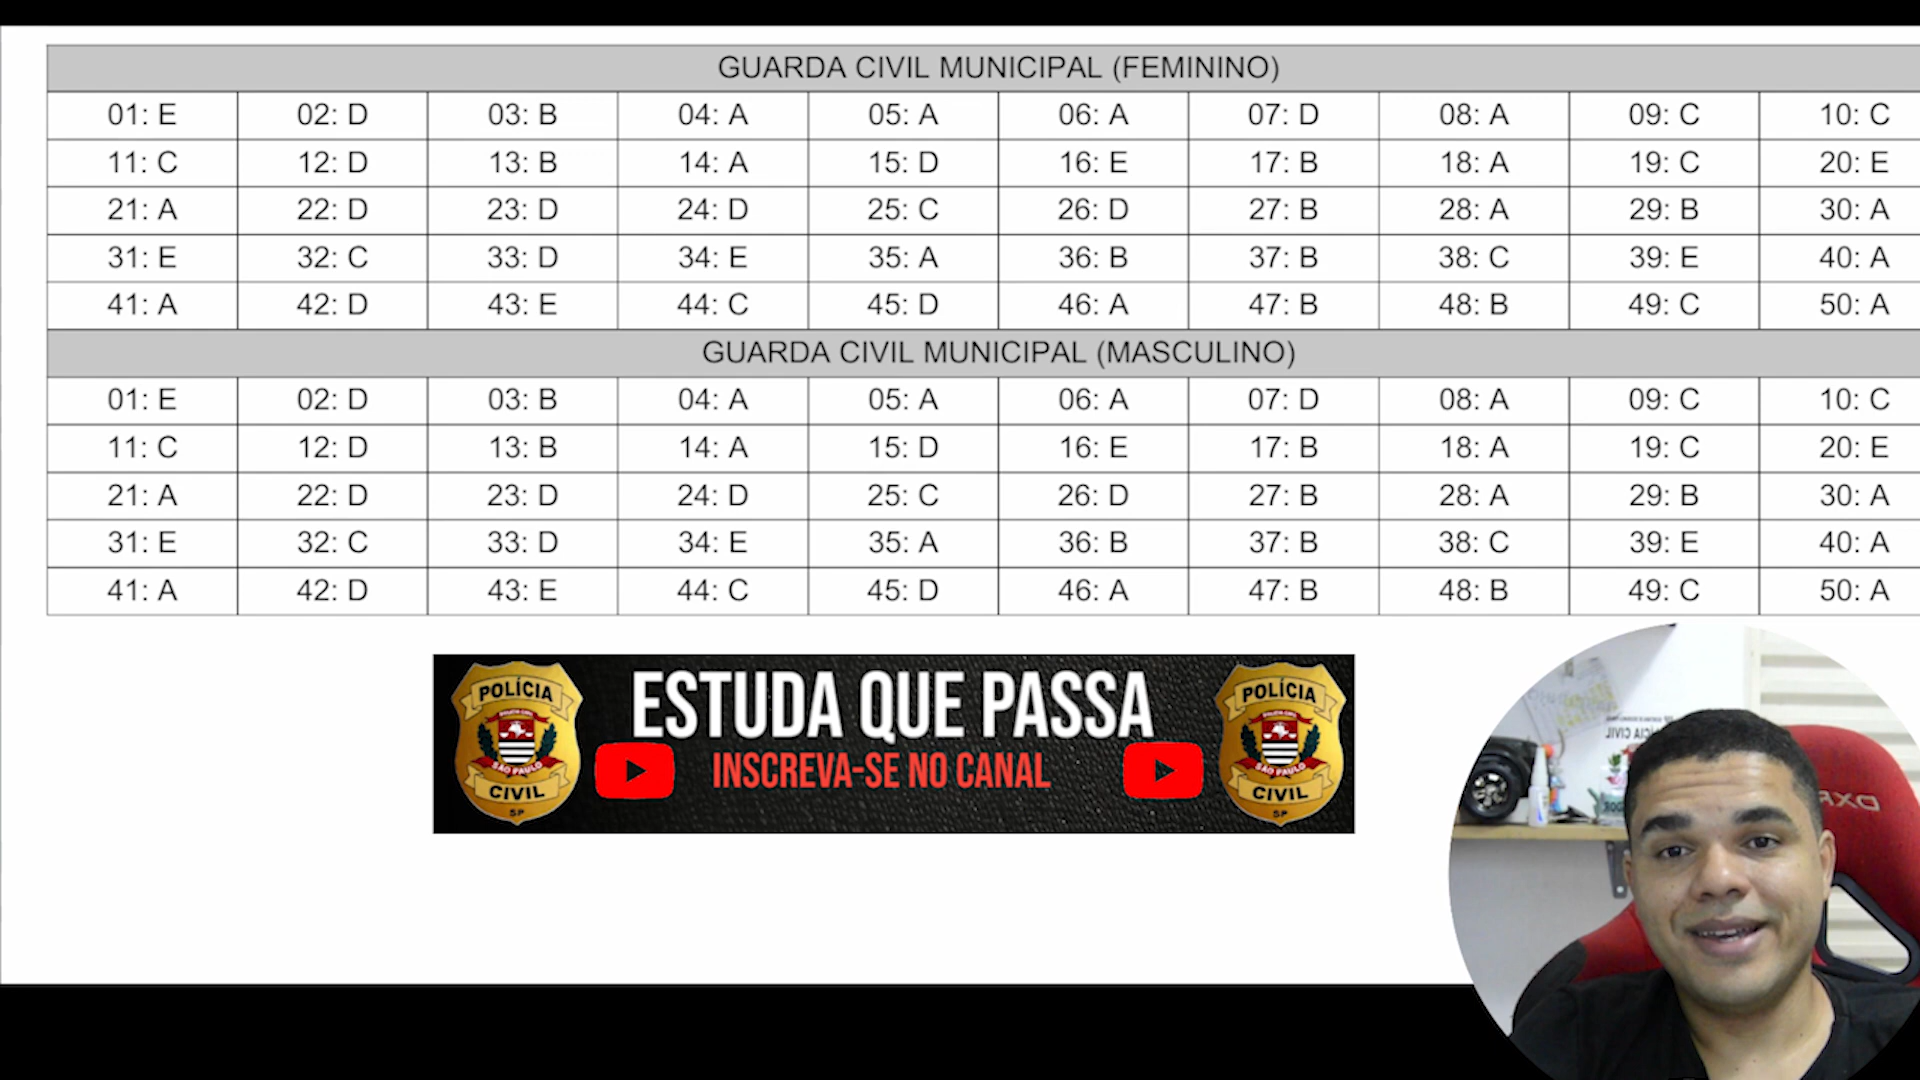 GUARDA CIVIL MUNICIPAL (FEMININO)
01: E 02: D 03: B 04: A 05: A 06: A 07: D 08: A 09: C 10: C
11: C 12: D 13: B 14: A 15: D 16: E 17: B 18: A 19: C 20: E
21: A 22: D 23: D 24: D 25: C 26: D 27: B 28: A 29: B 30: A
31: E 32: C 33: D 34: E 35: A 36: B 37: B 38: C 39: E 40: A
41: A 42: D 43: E 44: C 45: D 46: A 47: B 48: B 49: C 50: A
GUARDA CIVIL MUNICIPAL (MASCULINO)
01: E 02: D 03: B 04: A 05: A 06: A 07: D 08: A 09: C 10: C
11: C 12: D 13: B 14: A 15: D 16: E 17: B 18: A 19: C 20: E
21: A 22: D 23: D 24: D 25: C 26: D 27: B 28: A 29: B 30: A
31: E 32: C 33: D 34: E 35: A 36: B 37: B 38: C 39: E 40: A
41: A 42: D 43: E 44: C 45: D 46: A 47: B 48: B 49: C 50: A
POLÍCIA
SÃO PAULO
CIVIL
SP
ESTUDA QUE PASSA
INSCREVA-SE NO CANAL
POLÍCIA
SÃO PAULO
CIVIL
SP